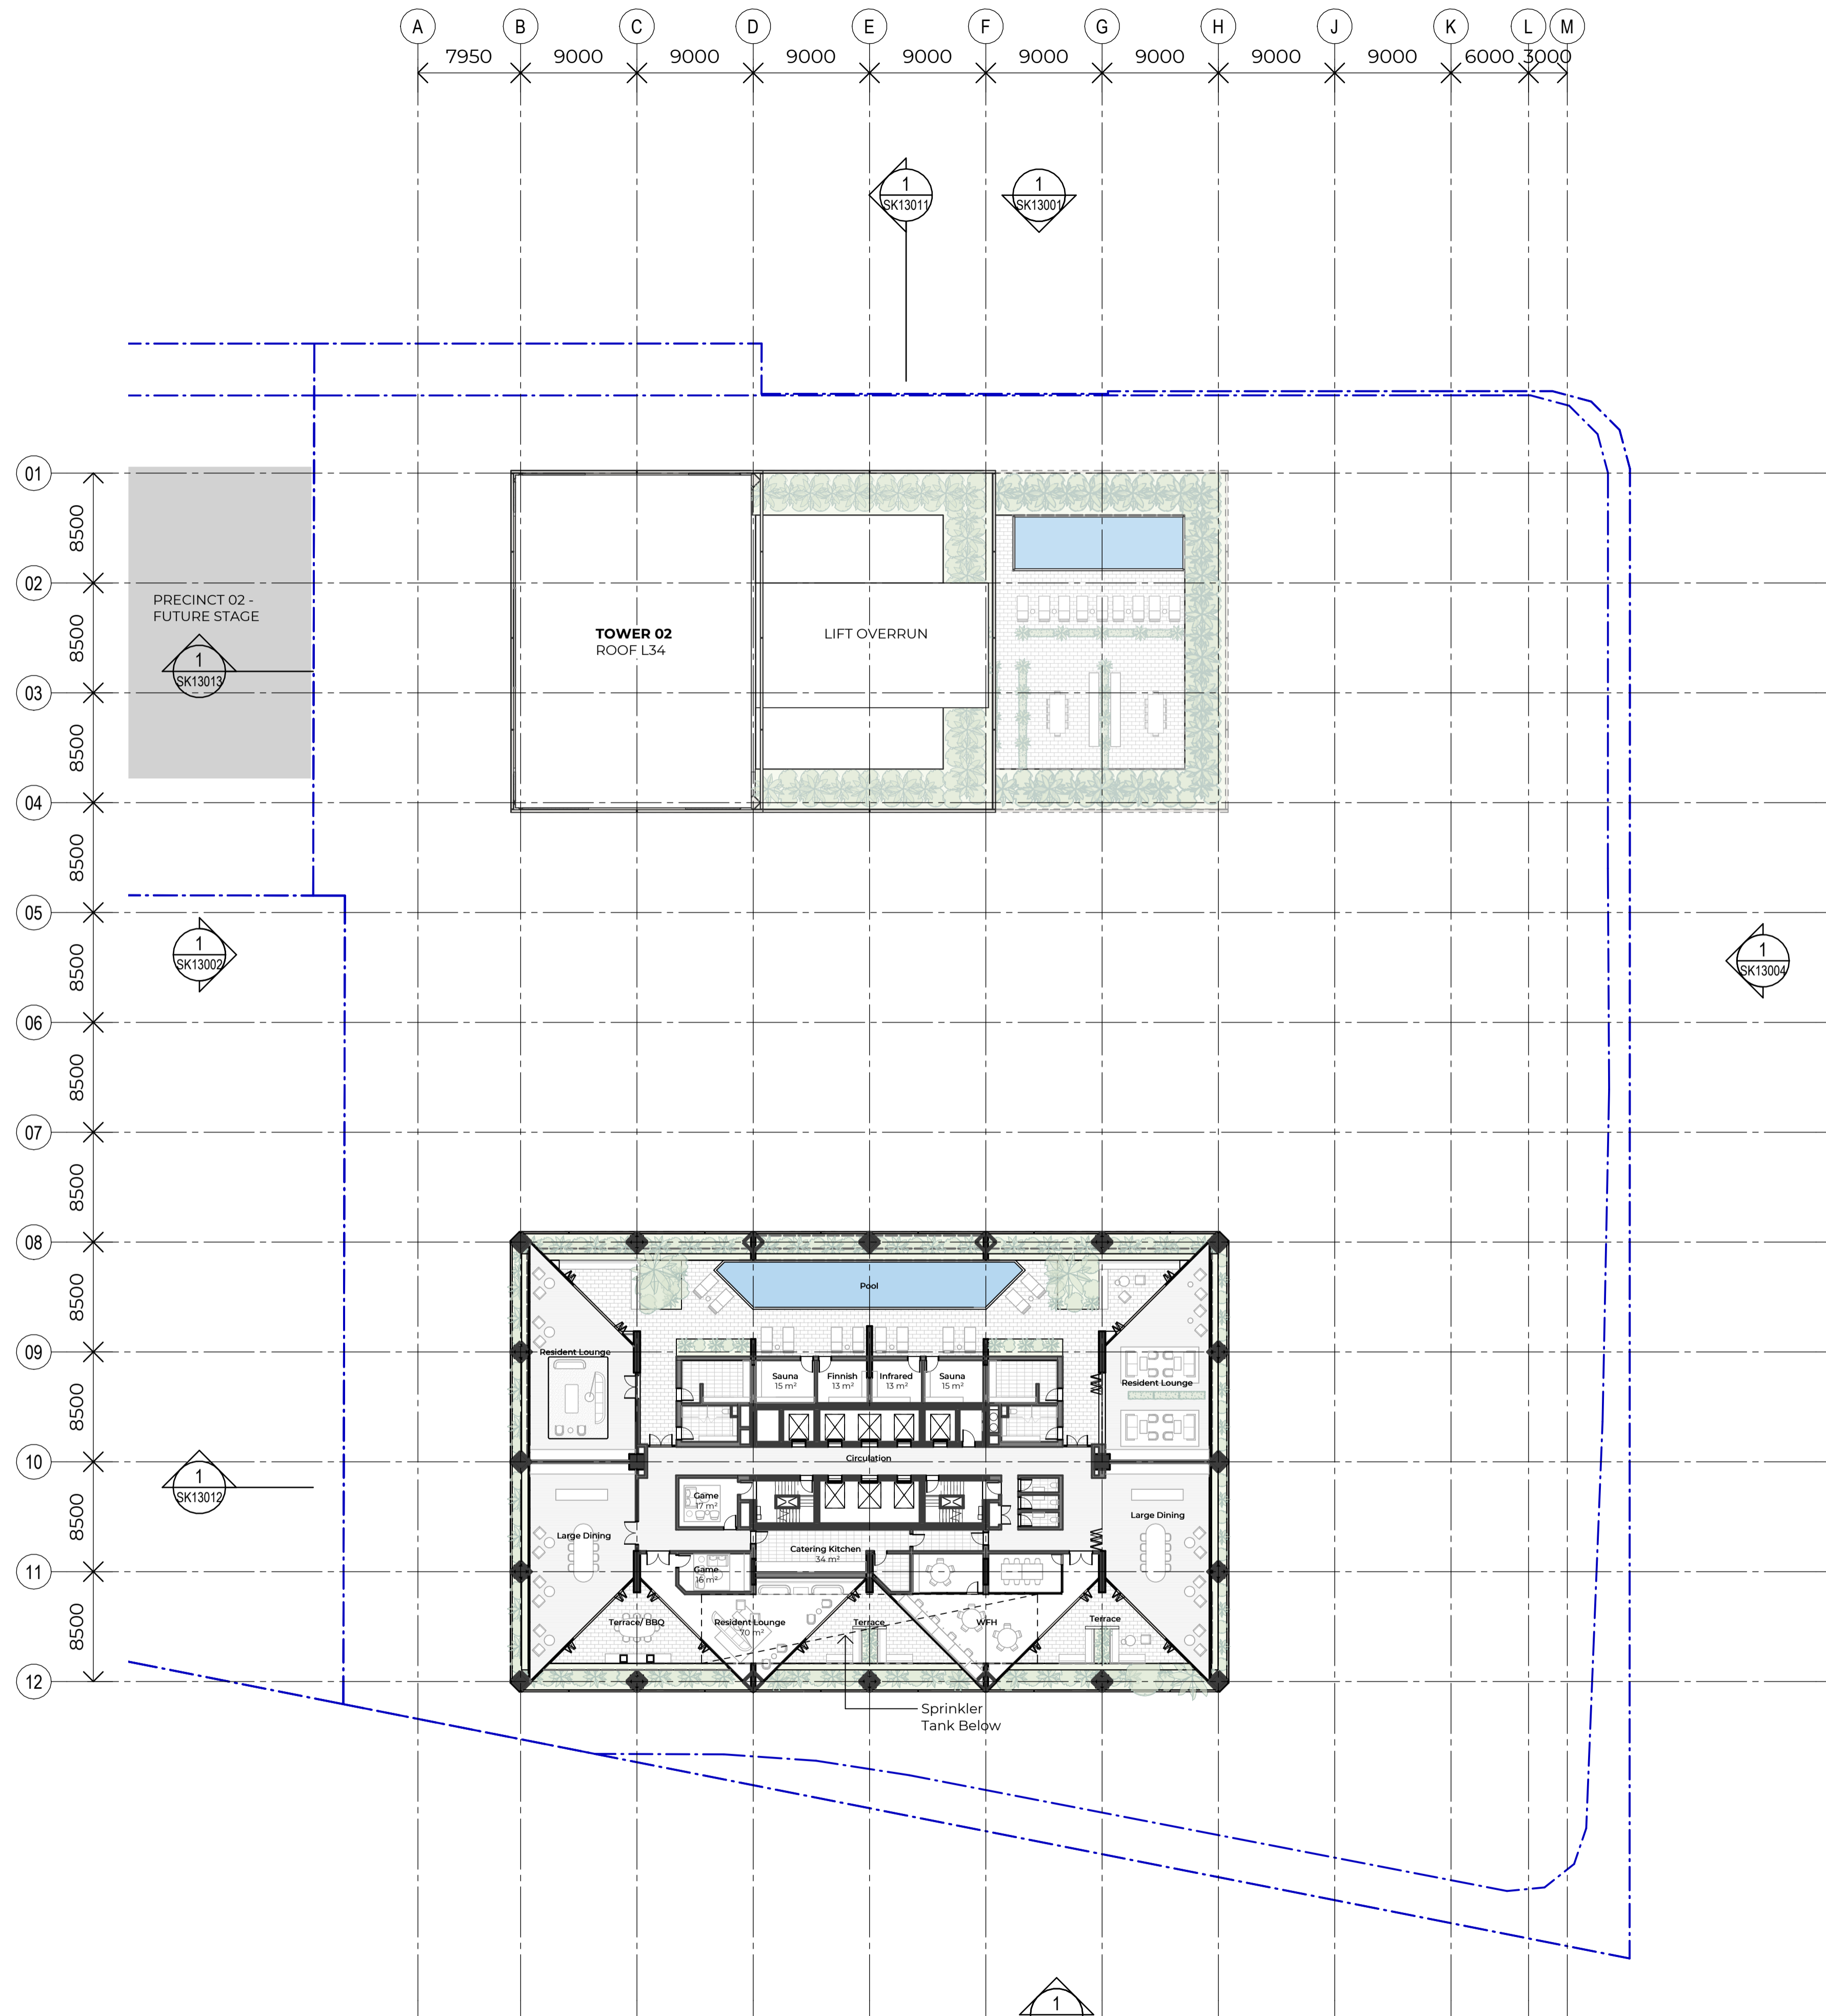 A B C D E F G H J K L M
7950 9000 9000 9000 9000 9000 9000 9000 9000 6000 3000
1
SK13011
1
SK13001
01
8500
02
PRECINCT 02 -
FUTURE STAGE
8500
TOWER 02
ROOF L34
LIFT OVERRUN
1
SK13013
03
8500
04
8500
05
1
SK13002
8500
1
SK13004
06
8500
07
8500
08
Pool
8500
09
Resident Lounge
Sauna
15 m²
Finnish
13 m²
Infrared
13 m²
Sauna
15 m²
Resident Lounge
8500
10
Circulation
1
SK13012
Game
17 m²
8500
Large Dining
Large Dining
Catering Kitchen
34 m²
11
Game
16 m²
8500
Terrace/ BBQ
Resident Lounge
70 m²
Terrace
WFH
Terrace
12
Sprinkler
Tank Below
1